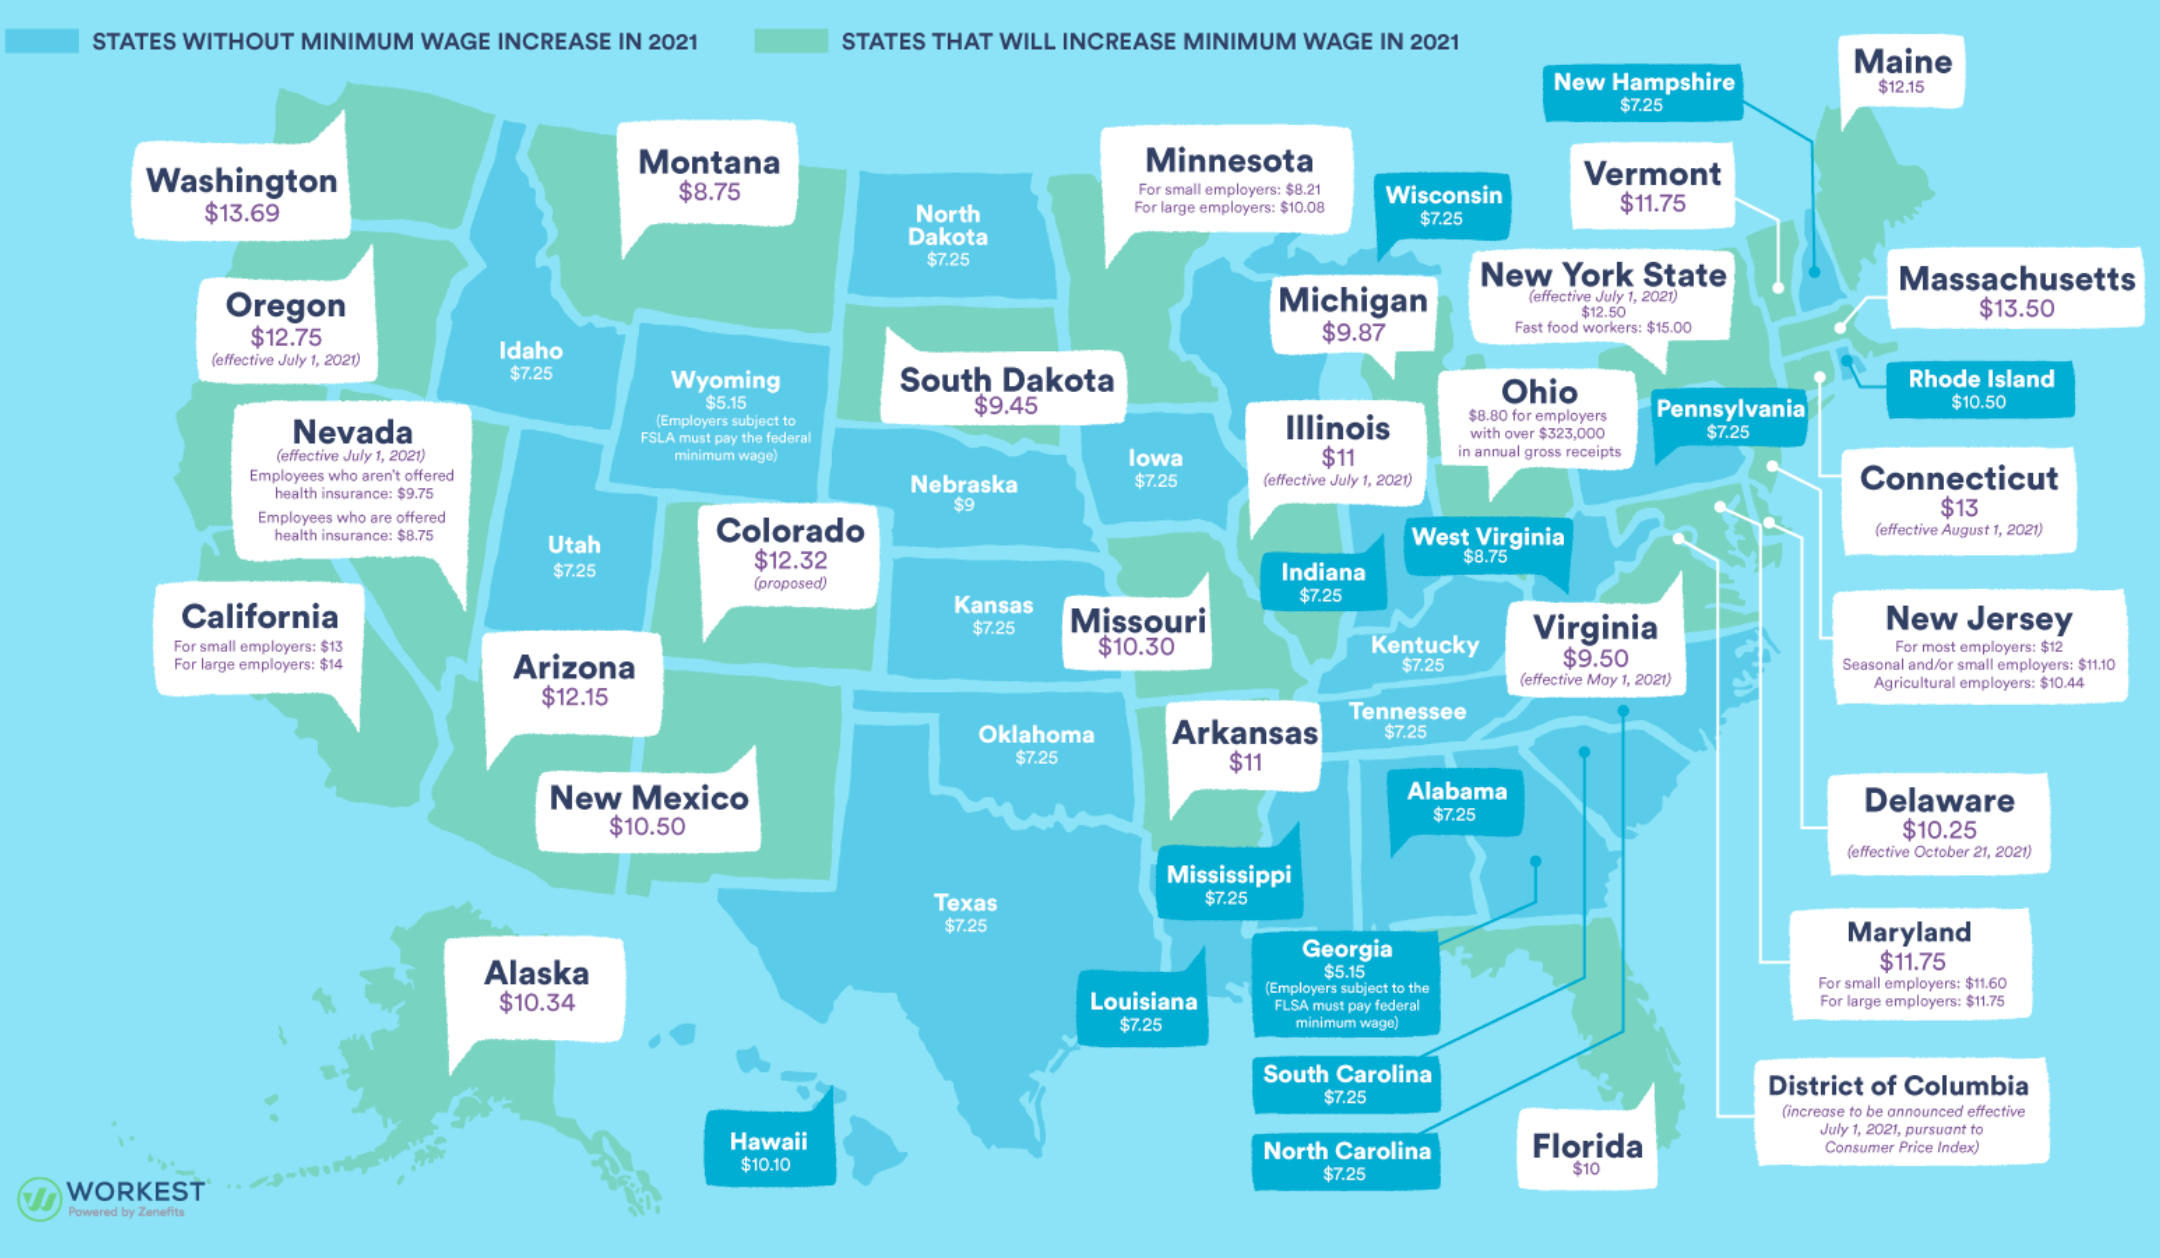 STATES WITHOUT MINIMUM WAGE INCREASE IN 2021
STATES THAT WILL INCREASE MINIMUM WAGE IN 2021
Maine
$12.15
New Hampshire
$7.25
Washington
$13.69
Montana
$8.75
North
Dakota
$7.25
Minnesota
For small employers: $8.21
For large employers: $10.08
Wisconsin
$7.25
Vermont
$11.75
Oregon
$12.75
(effective July 1, 2021)
Idaho
$7.25
Wyoming
$5.15
(Employers subject to
FSLA must pay the federal
minimum wage)
South Dakota
$9.45
Michigan
$9.87
New York State
(effective July 1, 2021)
$12.50
Fast food workers: $15.00
Massachusetts
$13.50
Rhode Island
$10.50
Nevada
(effective July 1, 2021)
Employees who aren't offered
health insurance: $9.75
Employees who are offered
health insurance: $8.75
Nebraska
$9
Iowa
$7.25
Illinois
$11
(effective July 1, 2021)
Ohio
$8.80 for employers
with over $323,000
in annual gross receipts
Pennsylvania
$7.25
Connecticut
$13
(effective August 1, 2021)
Utah
$7.25
Colorado
$12.32
(proposed)
West Virginia
$8.75
Indiana
$7.25
California
For small employers: $13
For large employers: $14
Kansas
$7.25
Missouri
$10.30
Kentucky
$7.25
Virginia
$9.50
(effective May 1, 2021)
New Jersey
For most employers: $12
Seasonal and/or small employers: $11.10
Agricultural employers: $10.44
Arizona
$12.15
Oklahoma
$7.25
Arkansas
$11
Tennessee
$7.25
New Mexico
$10.50
Alabama
$7.25
Delaware
$10.25
(effective October 21, 2021)
Mississippi
$7.25
Texas
$7.25
Georgia
$5.15
(Employers subject to the
FLSA must pay federal
minimum wage)
Maryland
$11.75
For small employers: $11.60
For large employers: $11.75
Alaska
$10.34
Louisiana
$7.25
South Carolina
$7.25
District of Columbia
(increase to be announced effective
July 1, 2021, pursuant to
Consumer Price Index)
Hawaii
$10.10
North Carolina
$7.25
Florida
$10
WORKEST
Powered by Zenefits